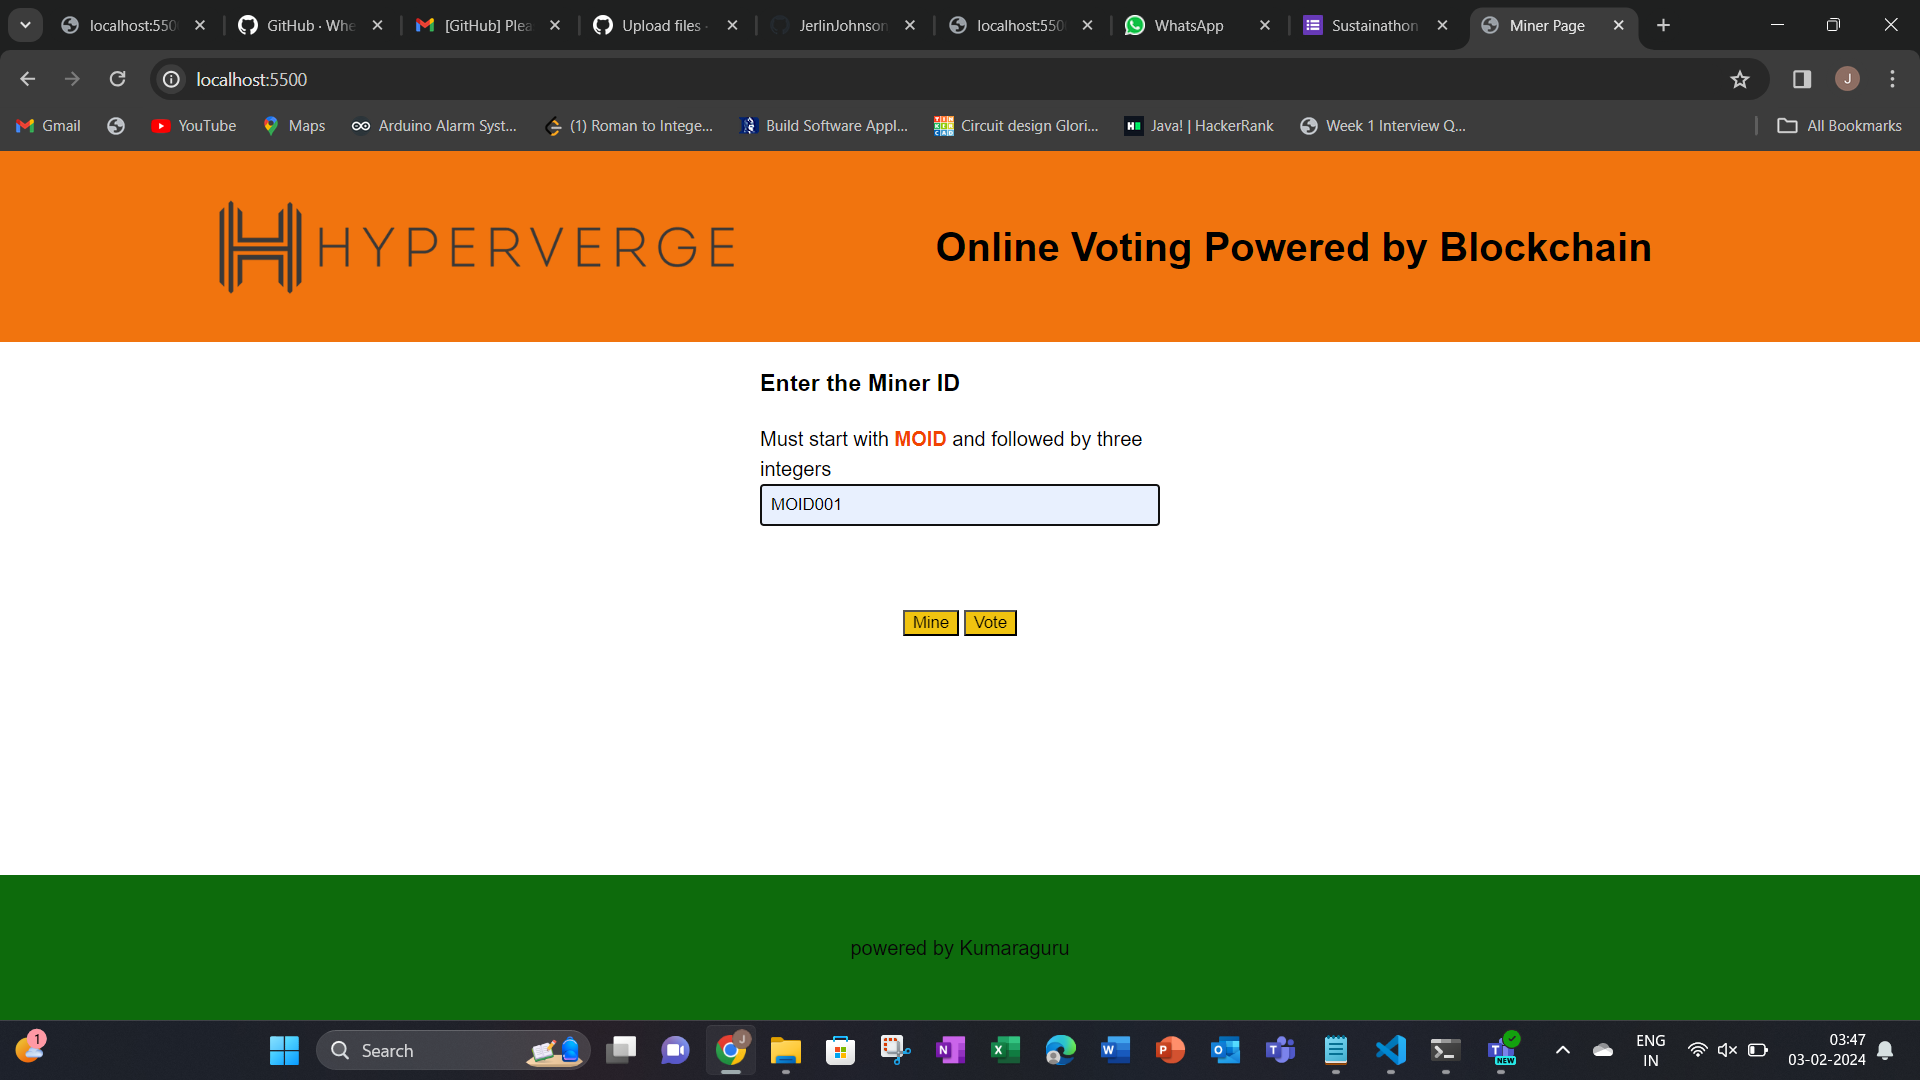 localhost:550
GitHub · Whe
[GitHub] Plea
Upload files ·
JerlinJohnson
localhost:550
WhatsApp
Sustainathon
Miner Page
localhost:5500
J
Gmail
YouTube
Maps
Arduino Alarm Syst...
(1) Roman to Intege...
Build Software Appl...
Circuit design Glori...
Java! | HackerRank
Week 1 Interview Q...
All Bookmarks
HYPERVERGE
Online Voting Powered by Blockchain
Enter the Miner ID
Must start with MOID and followed by three
integers
MOID001
Mine Vote
powered by Kumaraguru
1
Search
J
NEW
ENG
IN
03:47
03-02-2024